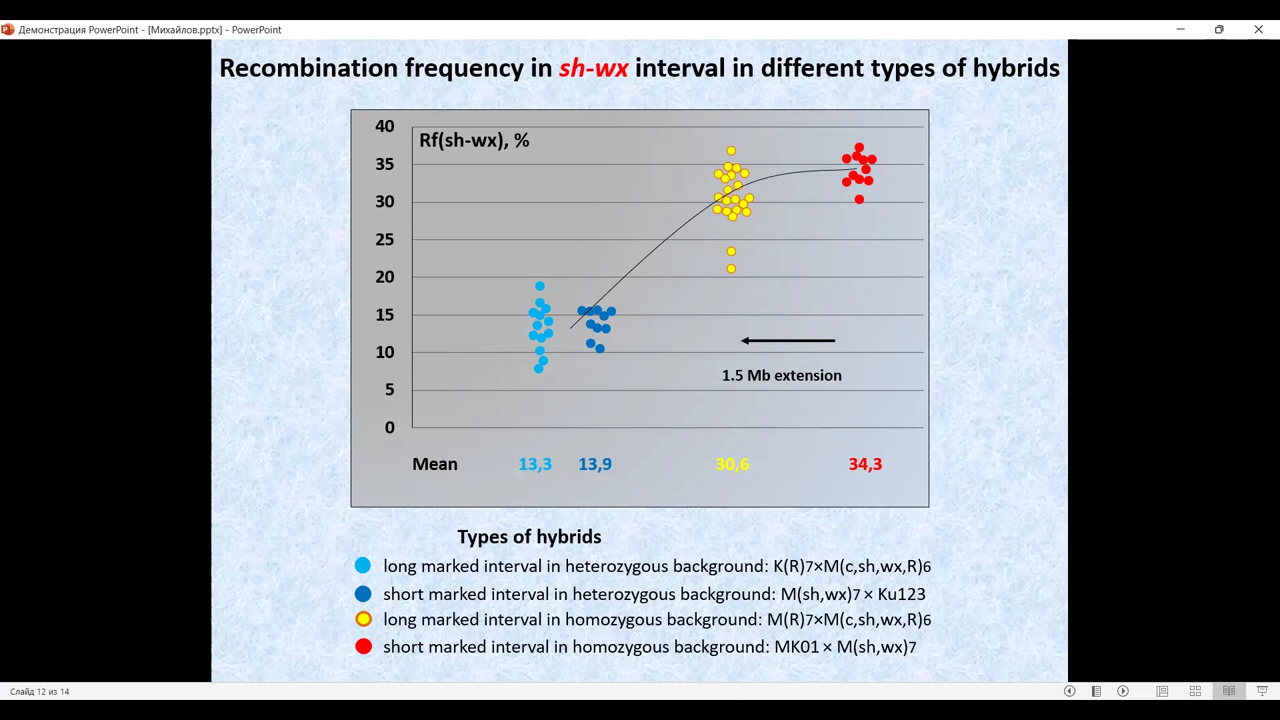 Демонстрация PowerPoint - [Михайлов.pptx] - PowerPoint
Recombination frequency in sh-wx interval in different types of hybrids
Rf(sh-wx), %
40
35
30
25
20
15
10
5
0
1.5 Mb extension
Mean 13,3 13,9 30,6 34,3
Types of hybrids
long marked interval in heterozygous background: K(R)7×M(c,sh,wx,R)6
short marked interval in heterozygous background: M(sh,wx)7 × Ku123
long marked interval in homozygous background: M(R)7×M(c,sh,wx,R)6
short marked interval in homozygous background: MK01 × M(sh,wx)7
Слайд 12 из 14